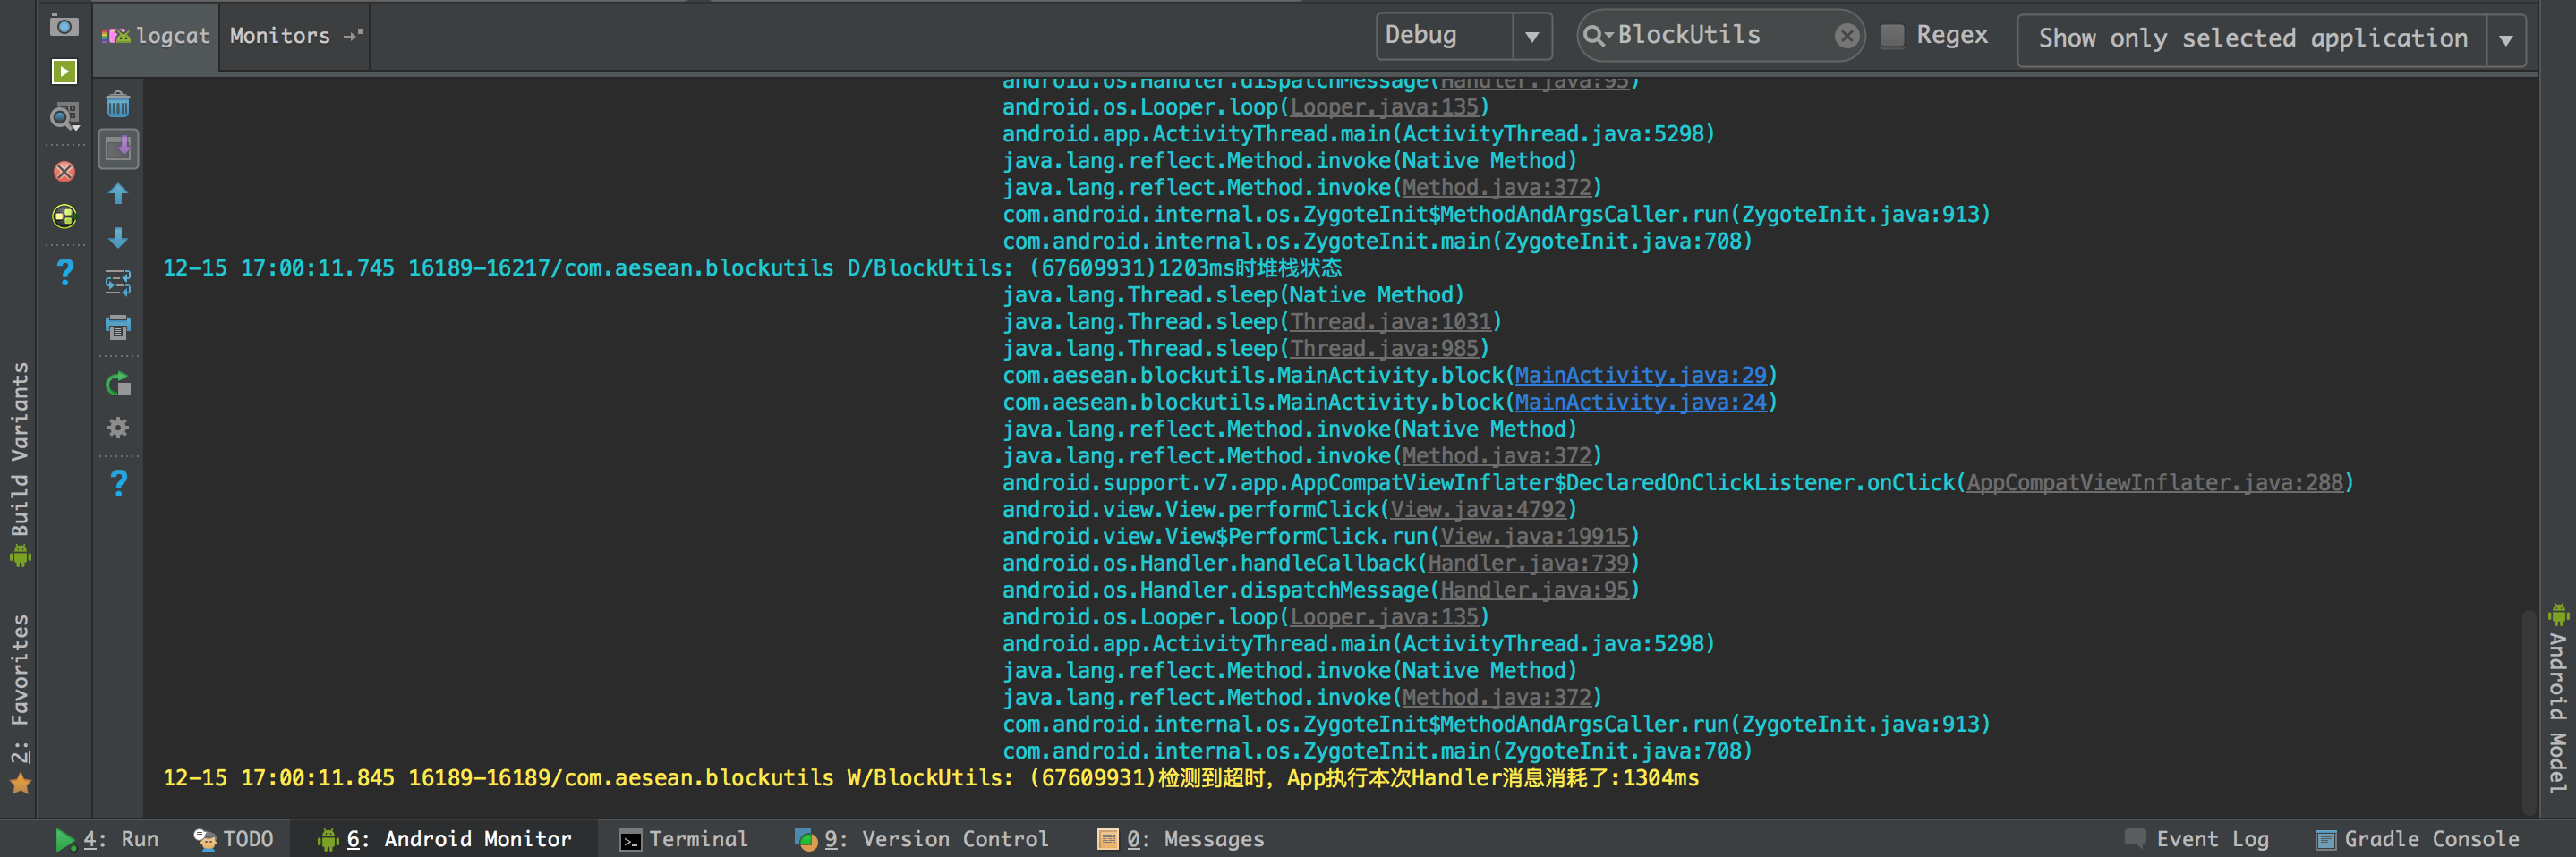 logcat Monitors Debug BlockUtils Regex Show only selected application
android.os.Handler.dispatchMessage(Handler.java:95)
android.os.Looper.loop(Looper.java:135)
android.app.ActivityThread.main(ActivityThread.java:5298)
java.lang.reflect.Method.invoke(Native Method)
java.lang.reflect.Method.invoke(Method.java:372)
com.android.internal.os.ZygoteInit$MethodAndArgsCaller.run(ZygoteInit.java:913)
com.android.internal.os.ZygoteInit.main(ZygoteInit.java:708)
12-15 17:00:11.745 16189-16217/com.aesean.blockutils D/BlockUtils: (67609931)1203ms时堆栈状态
java.lang.Thread.sleep(Native Method)
java.lang.Thread.sleep(Thread.java:1031)
java.lang.Thread.sleep(Thread.java:985)
com.aesean.blockutils.MainActivity.block(MainActivity.java:29)
com.aesean.blockutils.MainActivity.block(MainActivity.java:24)
java.lang.reflect.Method.invoke(Native Method)
java.lang.reflect.Method.invoke(Method.java:372)
android.support.v7.app.AppCompatViewInflater$DeclaredOnClickListener.onClick(AppCompatViewInflater.java:288)
android.view.View.performClick(View.java:4792)
android.view.View$PerformClick.run(View.java:19915)
android.os.Handler.handleCallback(Handler.java:739)
android.os.Handler.dispatchMessage(Handler.java:95)
android.os.Looper.loop(Looper.java:135)
android.app.ActivityThread.main(ActivityThread.java:5298)
java.lang.reflect.Method.invoke(Native Method)
java.lang.reflect.Method.invoke(Method.java:372)
com.android.internal.os.ZygoteInit$MethodAndArgsCaller.run(ZygoteInit.java:913)
com.android.internal.os.ZygoteInit.main(ZygoteInit.java:708)
12-15 17:00:11.845 16189-16189/com.aesean.blockutils W/BlockUtils: (67609931)检测到超时，App执行本次Handler消息消耗了:1304ms
Build Variants
2: Favorites
Android Model
4: Run TODO 6: Android Monitor Terminal 9: Version Control 0: Messages Event Log Gradle Console